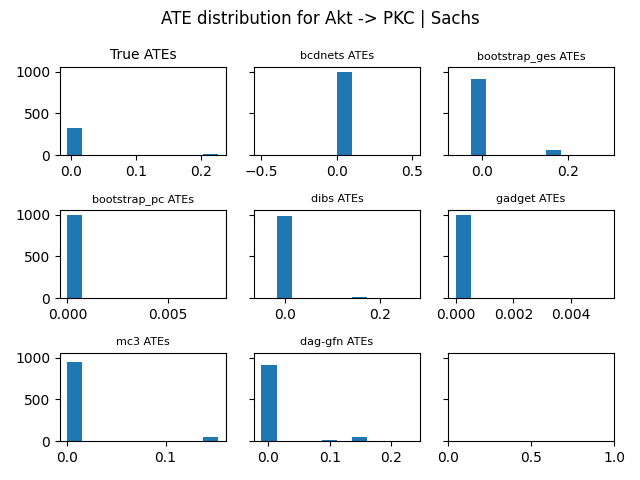 ATE distribution for Akt -> PKC | Sachs
True ATEs
bcdnets ATEs
bootstrap_ges ATEs
1000
500
0
0.0 0.1 0.2
−0.5 0.0 0.5
0.0 0.2
bootstrap_pc ATEs
dibs ATEs
gadget ATEs
1000
500
0
0.000 0.005
0.0 0.2
0.000 0.002 0.004
mc3 ATEs
dag-gfn ATEs
1000
500
0
0.0 0.1
0.0 0.1 0.2
0.0 0.5 1.0